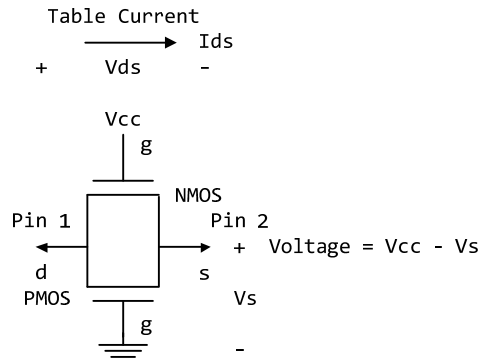 Table Current
Ids
+ Vds -
Vcc
g
NMOS
Pin 1 Pin 2
+ Voltage = Vcc - Vs
d s
PMOS Vs
g
-